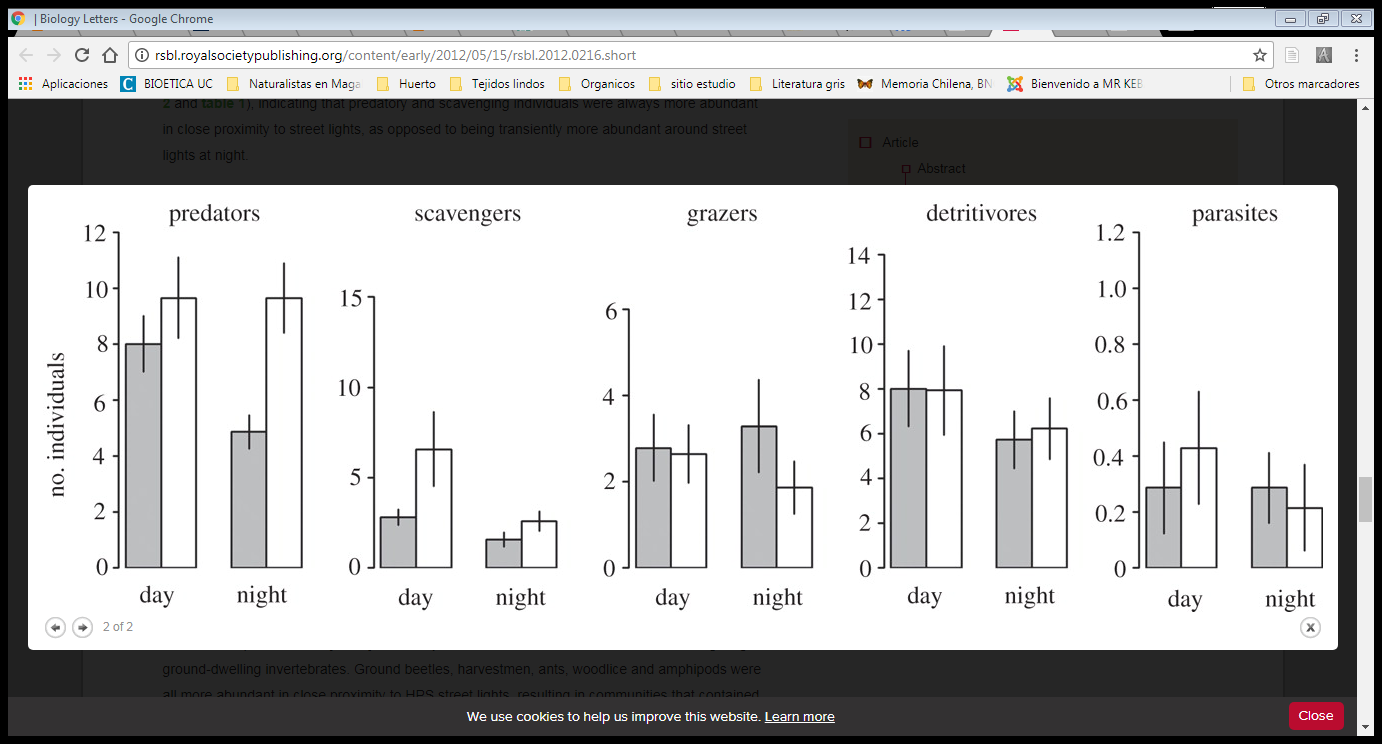 | Biology Letters - Google Chrome
rsbl.royalsocietypublishing.org/content/early/2012/05/15/rsbl.2012.0216.short
Aplicaciones BIOETICA UC Naturalistas en Maga Huerto Tejidos lindos Organicos sitio estudio Literatura gris Memoria Chilena, BN Bienvenido a MR KEB Otros marcadores
2 and table 1), indicating that predatory and scavenging individuals were always more abundant
in close proximity to street lights, as opposed to being transiently more abundant around street
lights at night.
Article
Abstract
predators scavengers grazers detritivores parasites
no. individuals
12
10
8
6
4
2
0
day night
15
10
5
0
day night
6
4
2
0
day night
14
12
10
8
6
4
2
0
day night
1.2
1.0
0.8
0.6
0.4
0.2
0
day night
2 of 2
ground-dwelling invertebrates. Ground beetles, harvestmen, ants, woodlice and amphipods were
all more abundant in close proximity to HPS street lights, resulting in communities that contained
We use cookies to help us improve this website. Learn more
Close